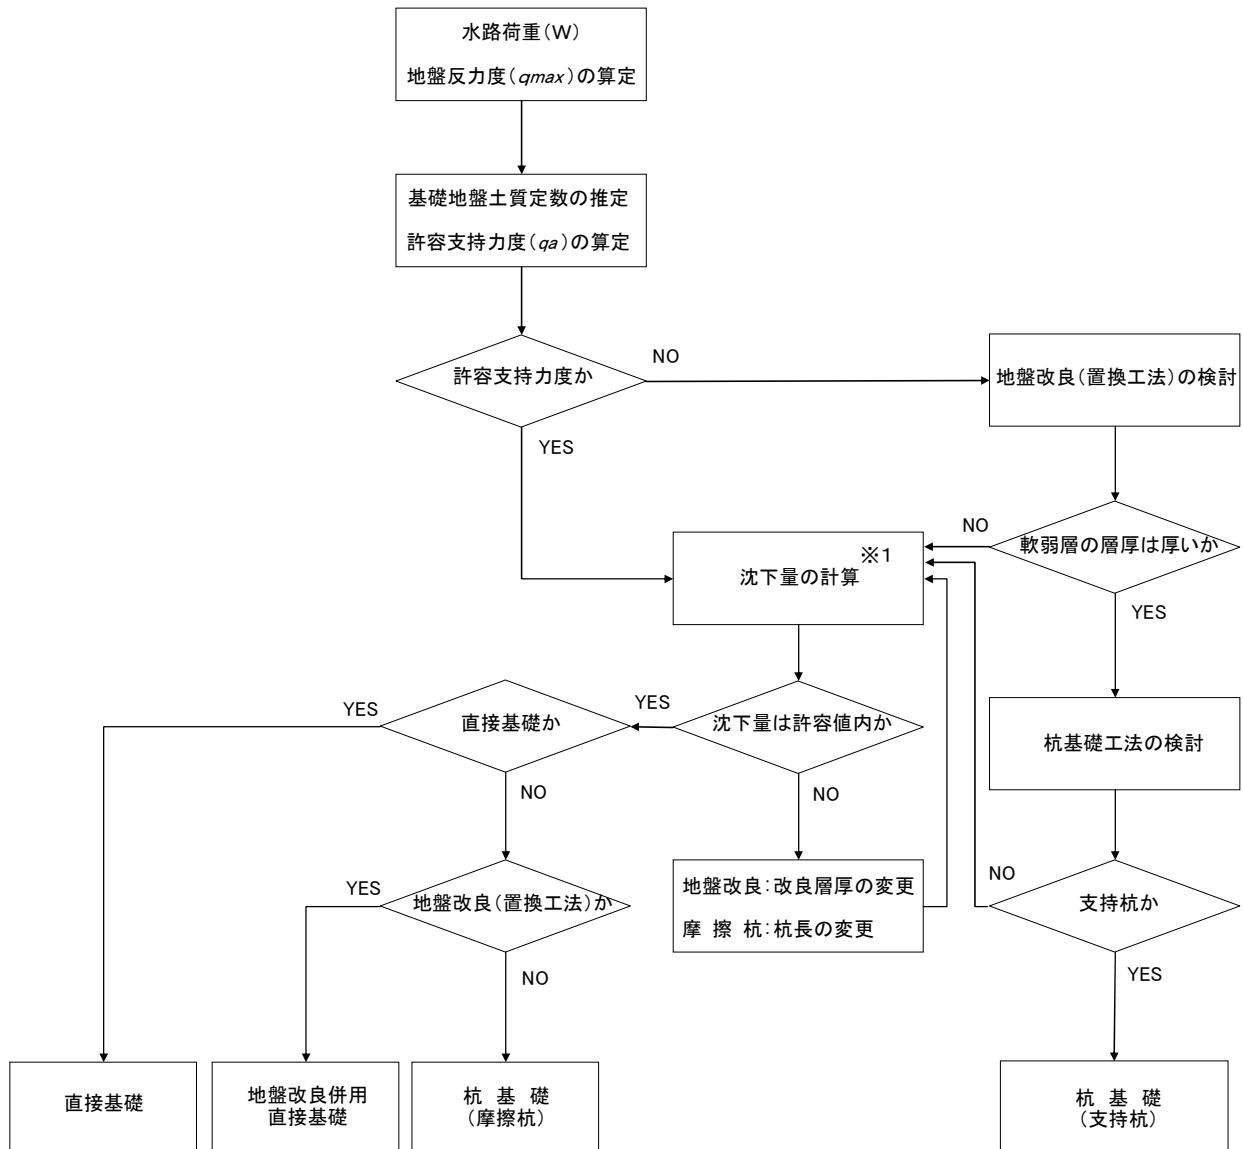 水路荷重(W)
地盤反力度(qmax)の算定
基礎地盤土質定数の推定
許容支持力度(qa)の算定
許容支持力度か
NO
地盤改良(置換工法)の検討
YES
軟弱層の層厚は厚いか
NO
沈下量の計算※1
YES
沈下量は許容値内か
YES
直接基礎か
YES
杭基礎工法の検討
NO
NO
地盤改良:改良層厚の変更
摩 擦 杭:杭長の変更
支持杭か
NO
地盤改良(置換工法)か
YES
NO
YES
直接基礎
地盤改良併用
直接基礎
杭 基 礎
(摩擦杭)
杭 基 礎
(支持杭)